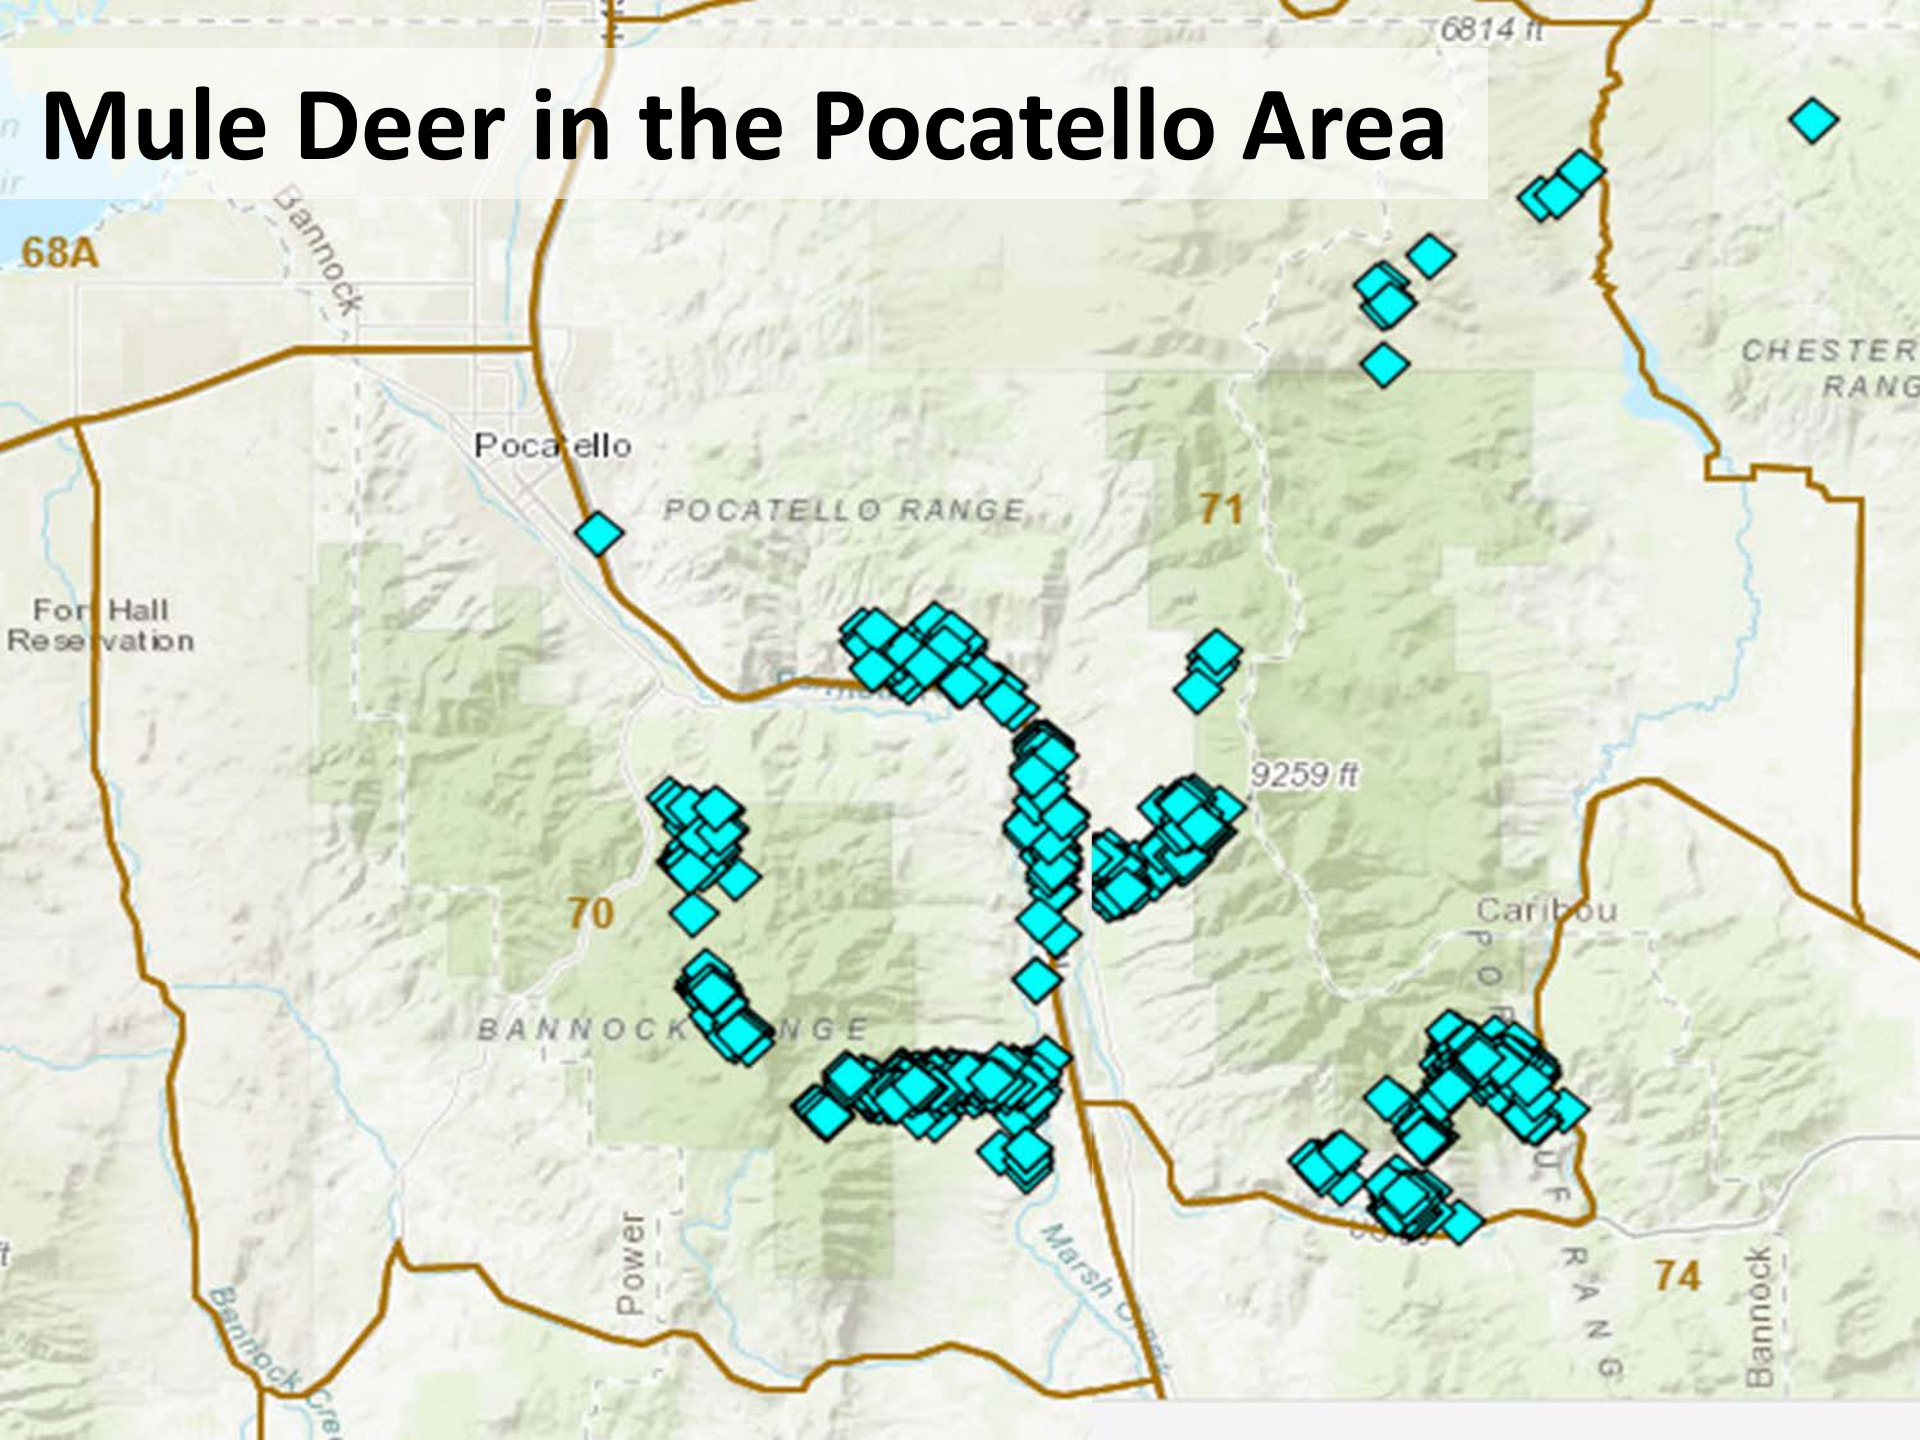 6814 ft
Mule Deer in the Pocatello Area
Bannock
68A
CHESTER
Pocatello
POCATELLO RANGE
71
Fort Hall
Reservation
9259 ft
70
Caribou
BANNOCK
NGE
Power
Marsh
74
RANG
Bannock
Bannock